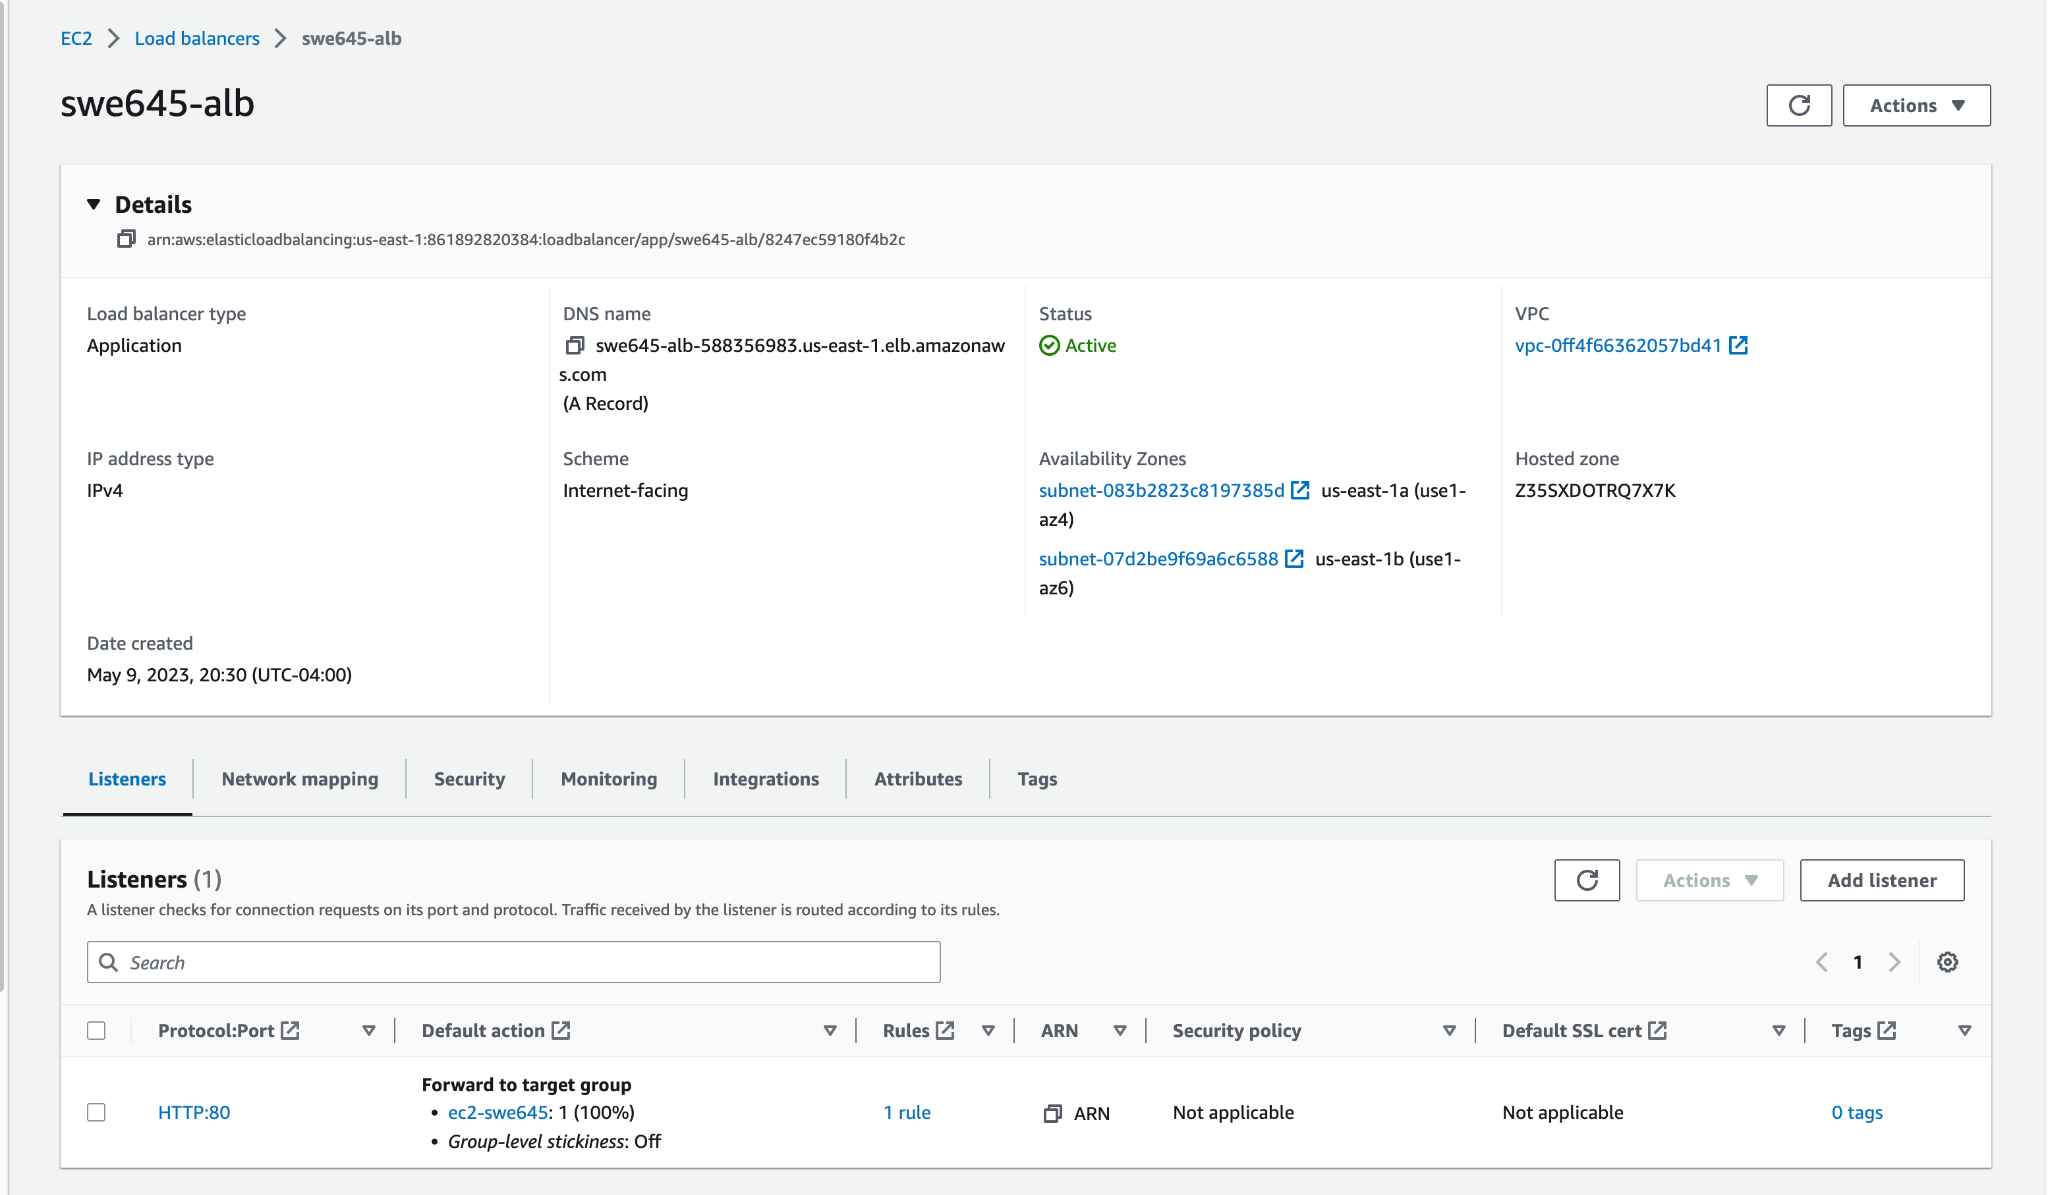 EC2 > Load balancers > swe645-alb
swe645-alb
Actions
Details
arn:aws:elasticloadbalancing:us-east-1:861892820384:loadbalancer/app/swe645-alb/8247ec59180f4b2c
Load balancer type
Application
DNS name
swe645-alb-588356983.us-east-1.elb.amazonaw
s.com
(A Record)
Status
Active
VPC
vpc-0ff4f66362057bd41
IP address type
IPv4
Scheme
Internet-facing
Availability Zones
subnet-083b2823c8197385d us-east-1a (use1-
az4)
subnet-07d2be9f69a6c6588 us-east-1b (use1-
az6)
Hosted zone
Z35SXDOTRQ7X7K
Date created
May 9, 2023, 20:30 (UTC-04:00)
Listeners Network mapping Security Monitoring Integrations Attributes Tags
Listeners (1)
A listener checks for connection requests on its port and protocol. Traffic received by the listener is routed according to its rules.
Actions
Add listener
Search
1
Protocol:Port Default action Rules ARN Security policy Default SSL cert Tags
HTTP:80
Forward to target group
• ec2-swe645: 1 (100%)
• Group-level stickiness: Off
1 rule
ARN
Not applicable
Not applicable
0 tags